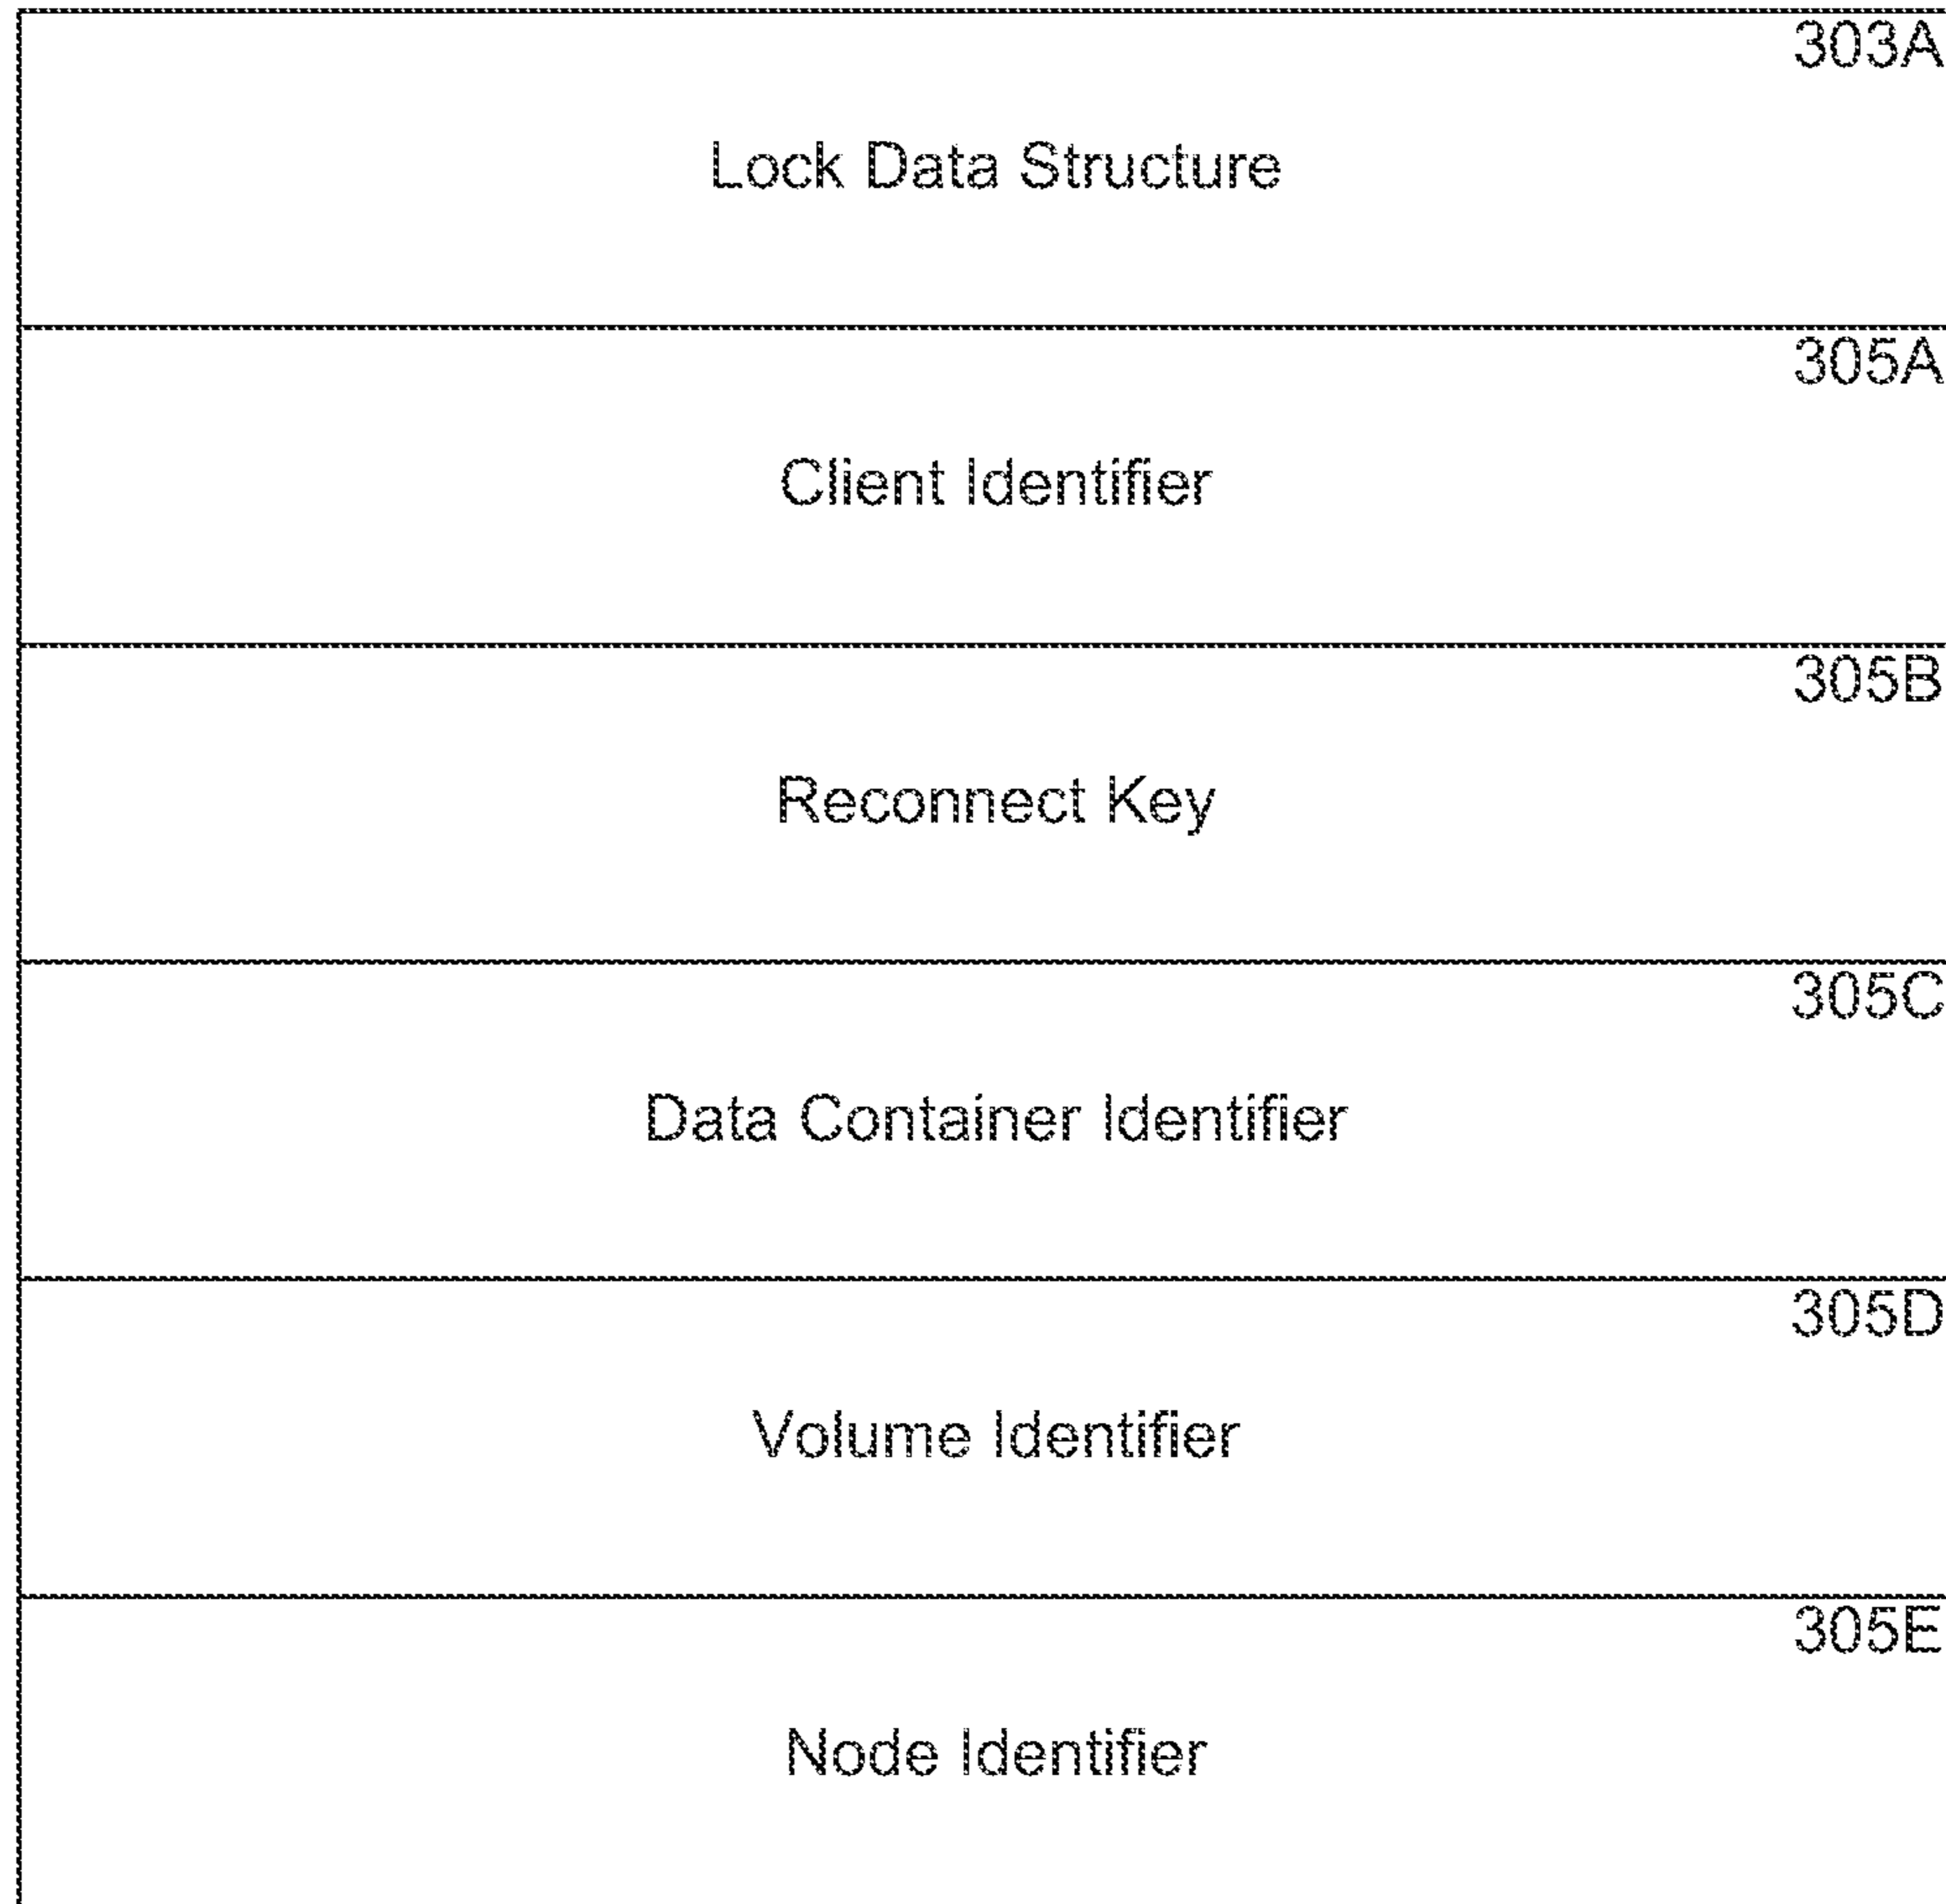 303A
Lock Data Structure
305A
Client Identifier
305B
Reconnect Key
305C
Data Container Identifier
305D
Volume Identifier
305E
Node Identifier